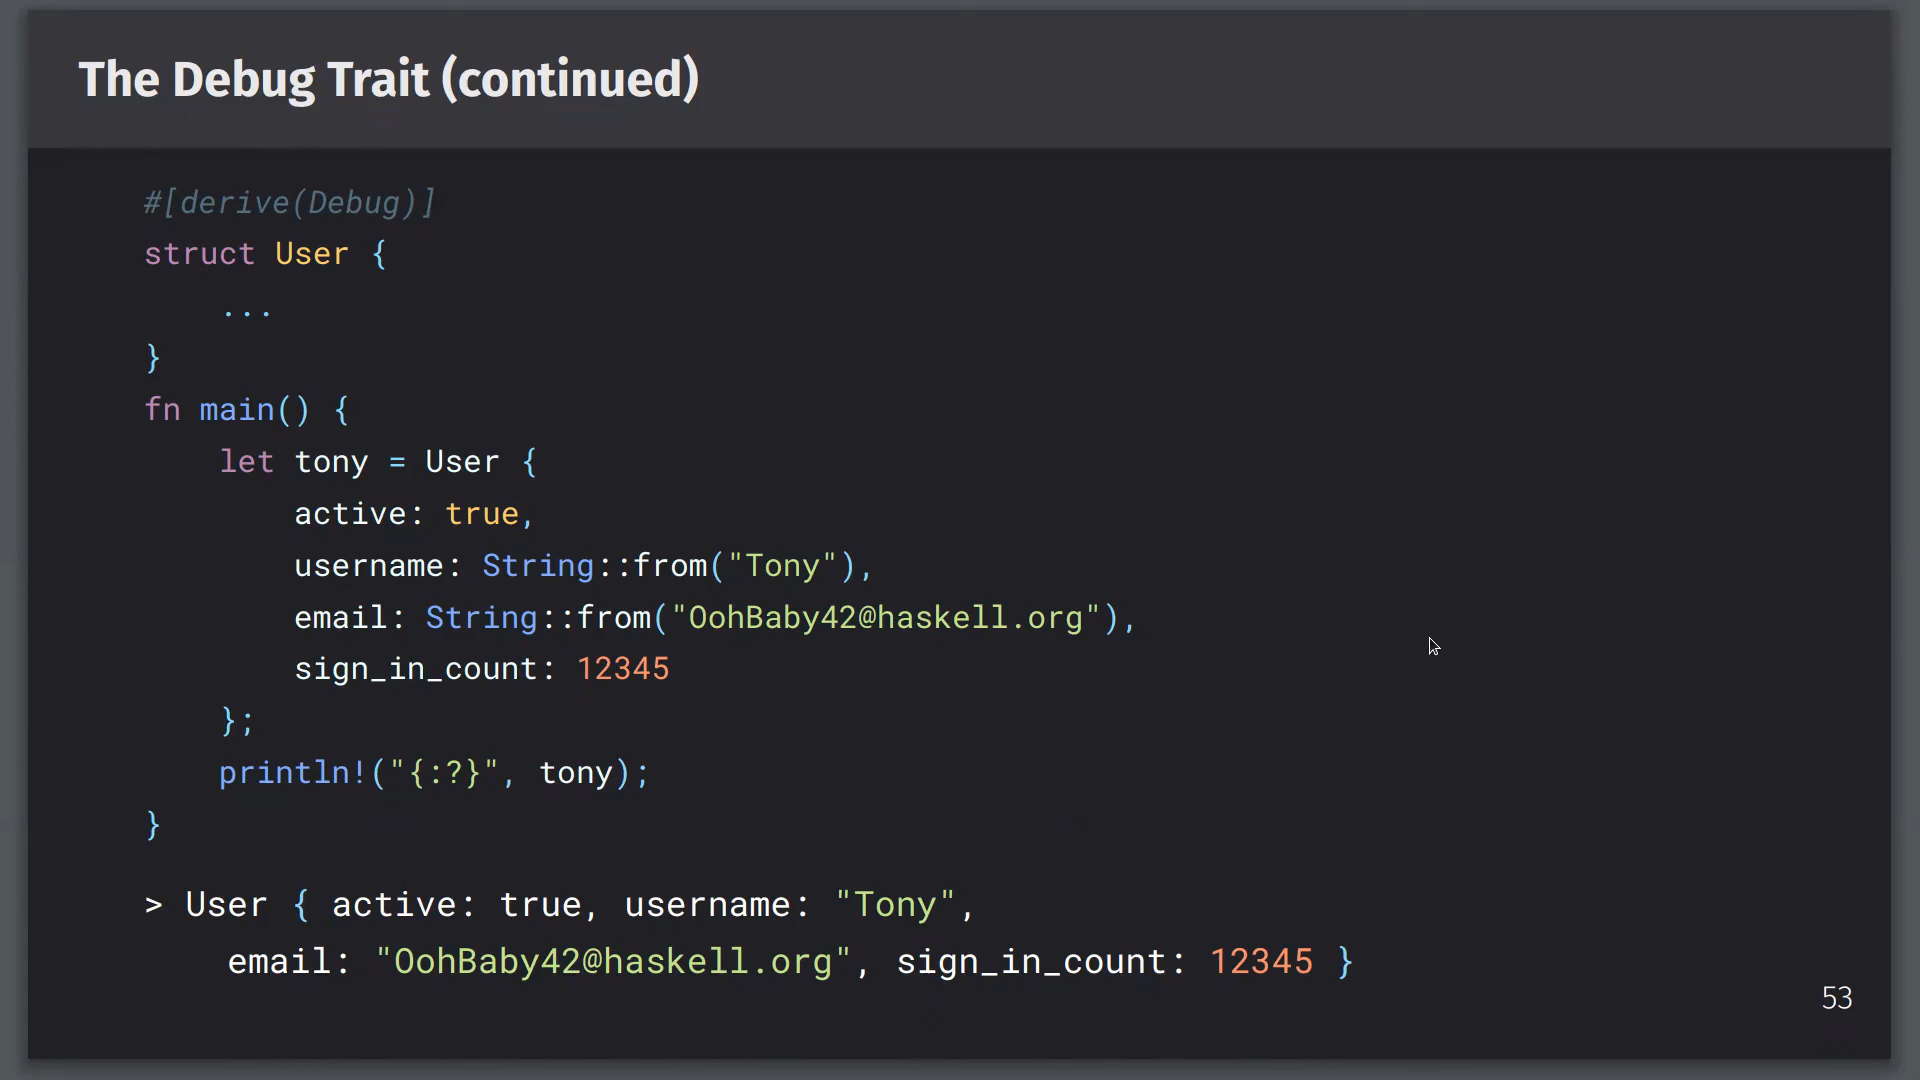 The Debug Trait (continued)
#[derive(Debug)]
struct User {
    ...
}
fn main() {
    let tony = User {
        active: true,
        username: String::from("Tony"),
        email: String::from("OohBaby42@haskell.org"),
        sign_in_count: 12345
    };
    println!("{:?}", tony);
}
> User { active: true, username: "Tony",
    email: "OohBaby42@haskell.org", sign_in_count: 12345 }
53